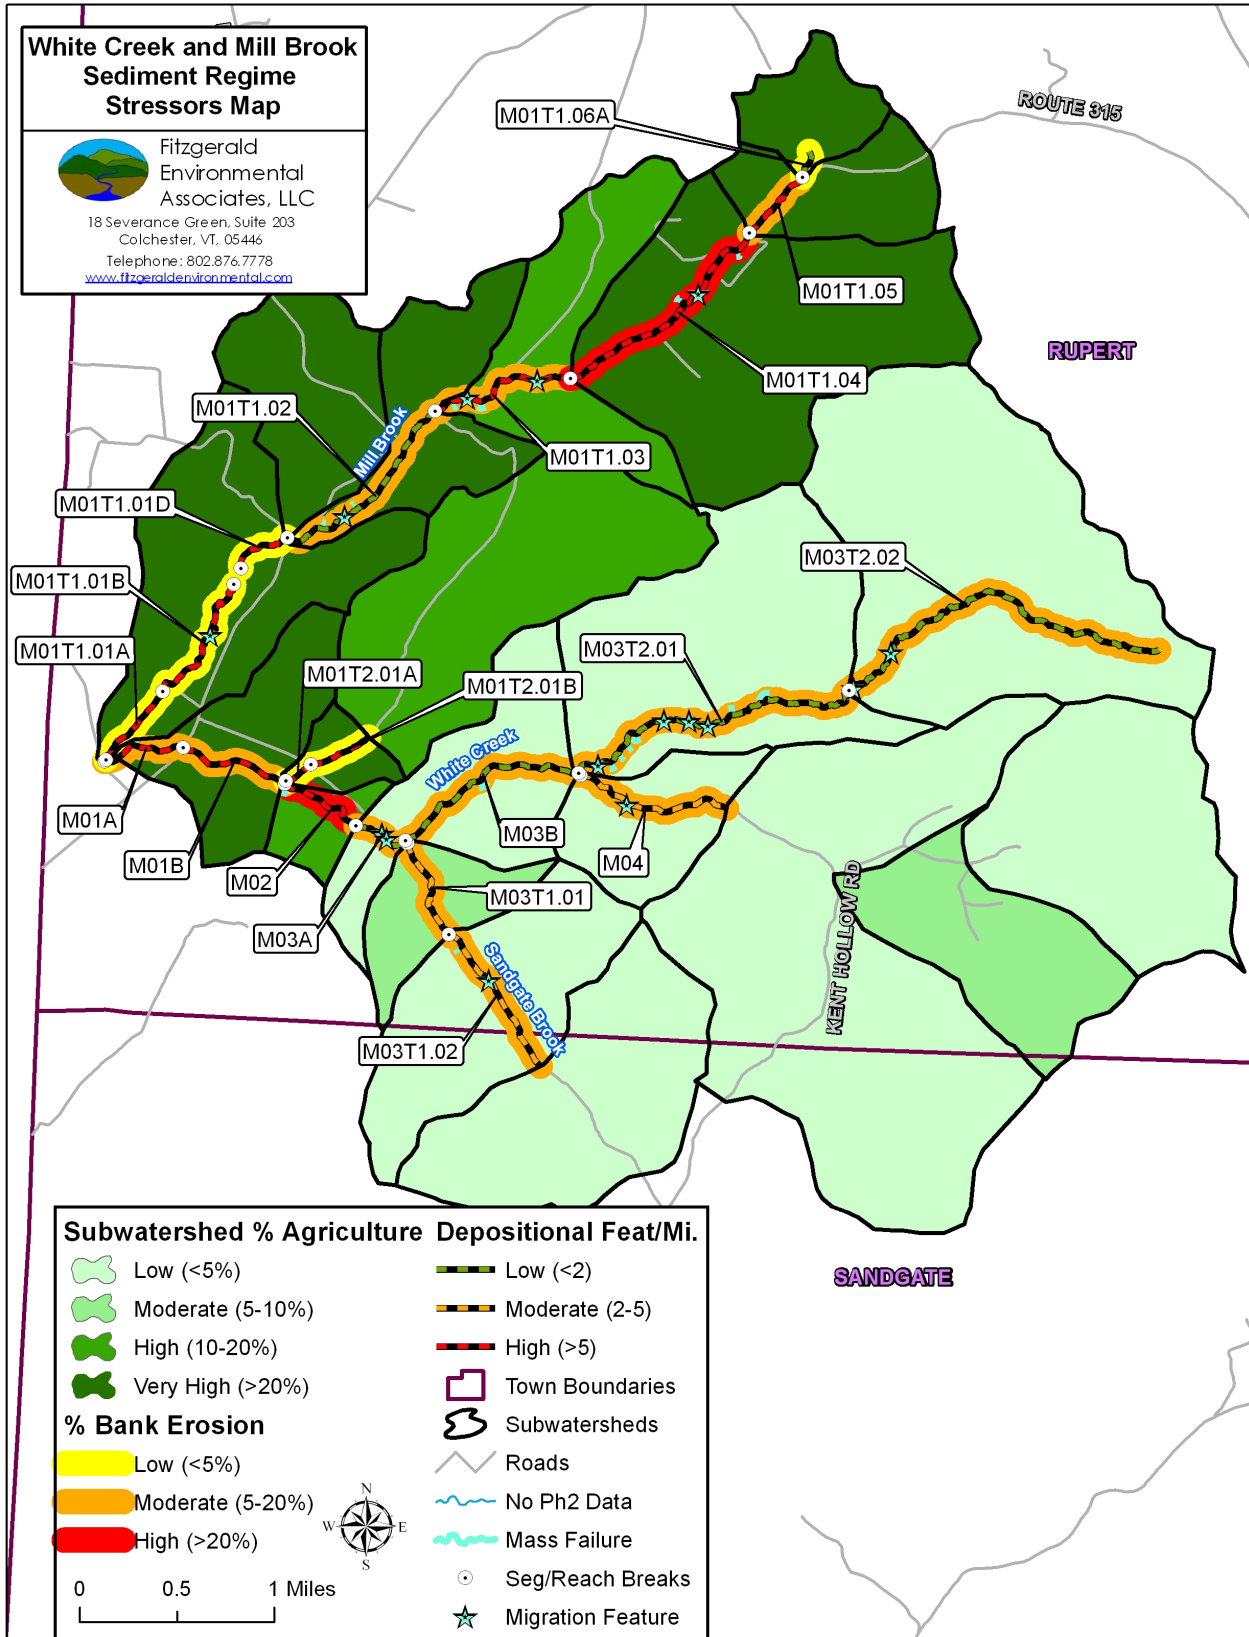 White Creek and Mill Brook
Sediment Regime
Stressors Map
Fitzgerald
Environmental
Associates, LLC
18 Severance Green, Suite 203
Colchester, VT, 05446
Telephone: 802.876.7778
www.fitzgeraldenvironmental.com
M01T1.06A
ROUTE 315
M01T1.05
RUPERT
M01T1.04
M01T1.02
Mill Brook
M01T1.03
M01T1.01D
M03T2.02
M01T1.01B
M01T1.01A
M03T2.01
M01T2.01A
M01T2.01B
White Creek
M01A
M03B
M01B
M04
M02
M03T1.01
M03A
KENT HOLLOW RD
Sandgate Brook
M03T1.02
SANDGATE
Subwatershed % Agriculture
Low (<5%)
Moderate (5-10%)
High (10-20%)
Very High (>20%)
% Bank Erosion
Low (<5%)
Moderate (5-20%)
High (>20%)
0 0.5 1 Miles
N
W E
S
Depositional Feat/Mi.
Low (<2)
Moderate (2-5)
High (>5)
Town Boundaries
Subwatersheds
Roads
No Ph2 Data
Mass Failure
Seg/Reach Breaks
Migration Feature